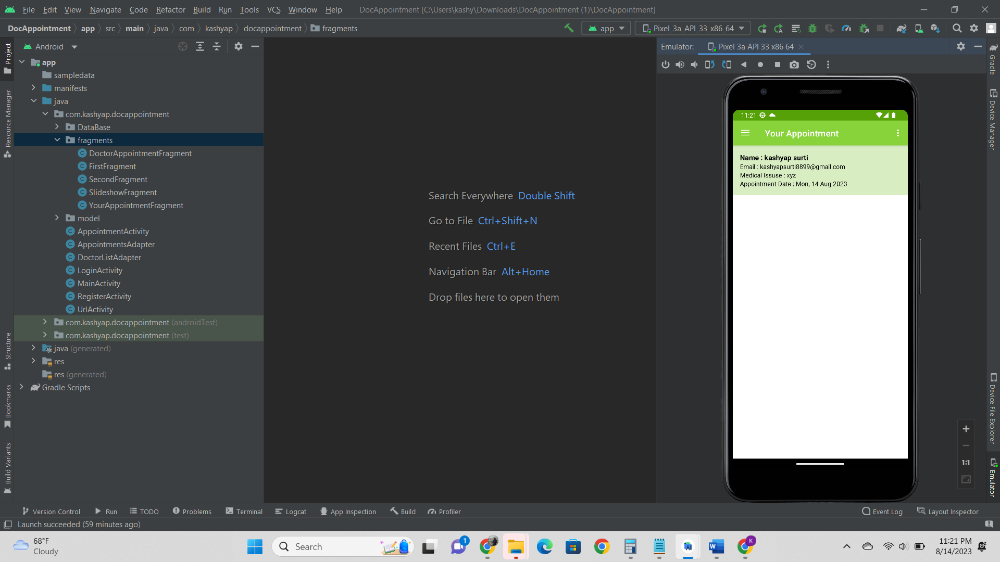 File Edit View Navigate Code Refactor Build Run Tools VCS Window Help DocAppointment [C:\Users\kashy\Downloads\DocAppointment (1)\DocAppointment]
DocAppointment app src main java com kashyap docappointment fragments app Pixel_3a_API_33_x86_64
Project
Android
Emulator: Pixel 3a API 33 x86 64
app
sampledata
manifests
java
com.kashyap.docappointment
DataBase
fragments
DoctorAppointmentFragment
FirstFragment
SecondFragment
SlideshowFragment
YourAppointmentFragment
model
AppointmentActivity
AppointmentsAdapter
DoctorListAdapter
LoginActivity
MainActivity
RegisterActivity
UrlActivity
com.kashyap.docappointment (androidTest)
com.kashyap.docappointment (test)
java (generated)
res
res (generated)
Gradle Scripts
Resource Manager
Structure
Bookmarks
Build Variants
Search Everywhere Double Shift
Go to File Ctrl+Shift+N
Recent Files Ctrl+E
Navigation Bar Alt+Home
Drop files here to open them
11:21
Your Appointment
Name : kashyap surti
Email : kashyapsurti8899@gmail.com
Medical Issuse : xyz
Appointment Date : Mon, 14 Aug 2023
1:1
Gradle
Device Manager
Device File Explorer
Emulator
Version Control Run TODO Problems Terminal Logcat App Inspection Build Profiler Event Log Layout Inspector
Launch succeeded (59 minutes ago)
68°F
Cloudy
Search
1
K
11:21 PM
8/14/2023